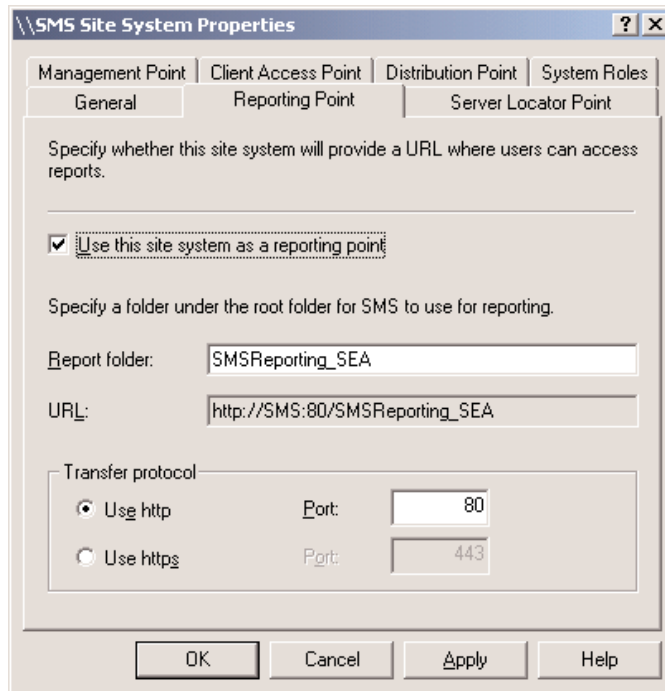 \\SMS Site System Properties
? X
Management Point Client Access Point Distribution Point System Roles
General Reporting Point Server Locator Point
Specify whether this site system will provide a URL where users can access
reports.
Use this site system as a reporting point
Specify a folder under the root folder for SMS to use for reporting.
Report folder: SMSReporting_SEA
URL: http://SMS:80/SMSReporting_SEA
Transfer protocol
Use http Port: 80
Use https Port: 443
OK Cancel Apply Help